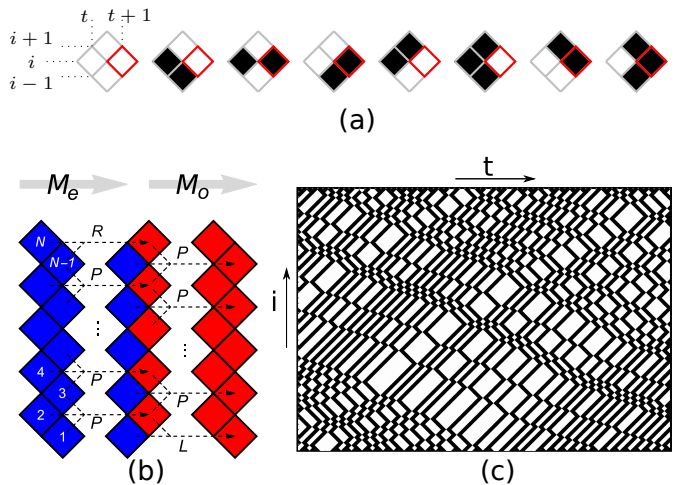 t t + 1
i + 1
i
i − 1
(a)
M_e M_o
t
N R
N−1 P P
P P
i
4 P
3 P
2 P
1 L
(b) (c)